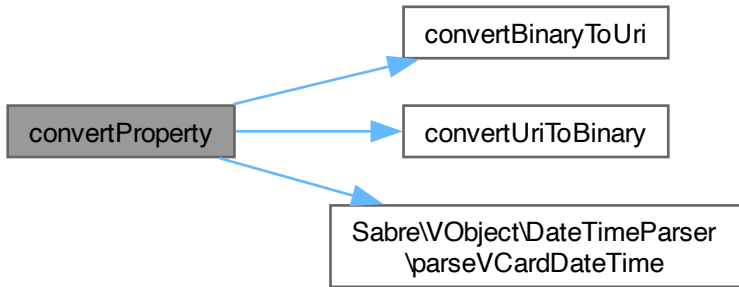 convertBinaryToUri
convertProperty
convertUriToBinary
Sabre\VObject\DateTimeParser
\parseVCardDateTime